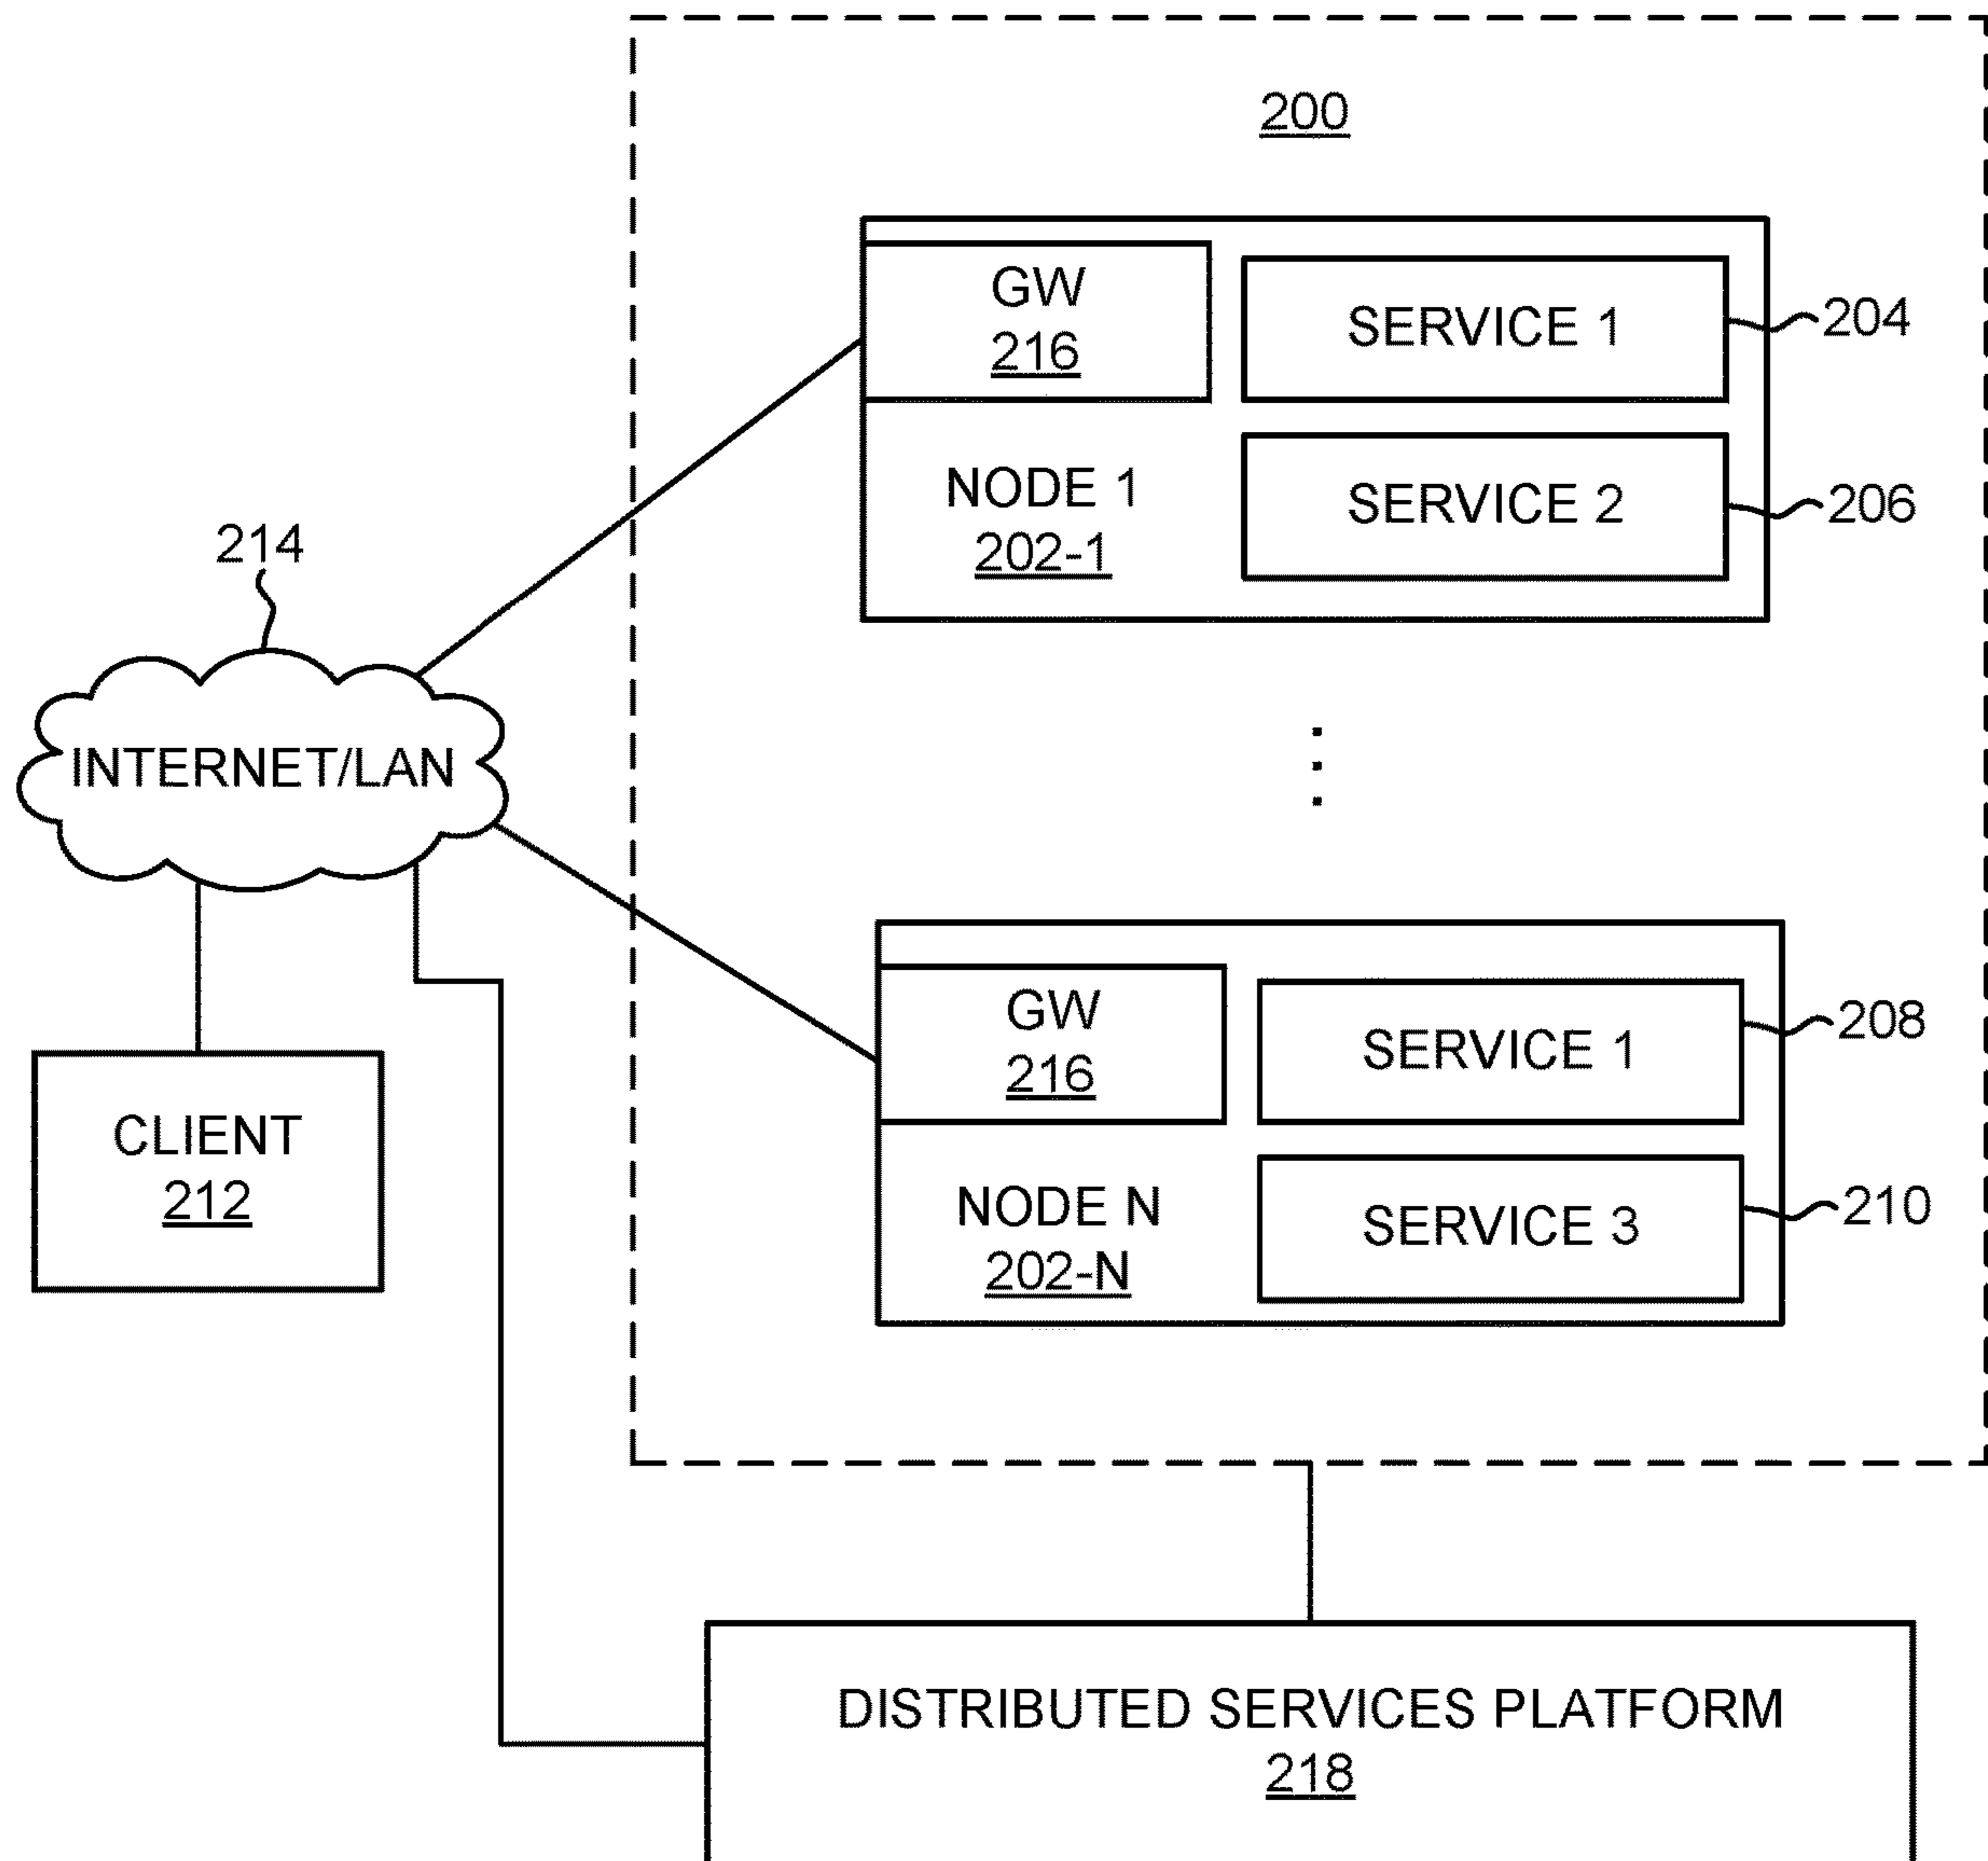 200
GW
216
SERVICE 1
204
NODE 1
202-1
SERVICE 2
206
214
INTERNET/LAN
GW
216
SERVICE 1
208
CLIENT
212
NODE N
202-N
SERVICE 3
210
DISTRIBUTED SERVICES PLATFORM
218